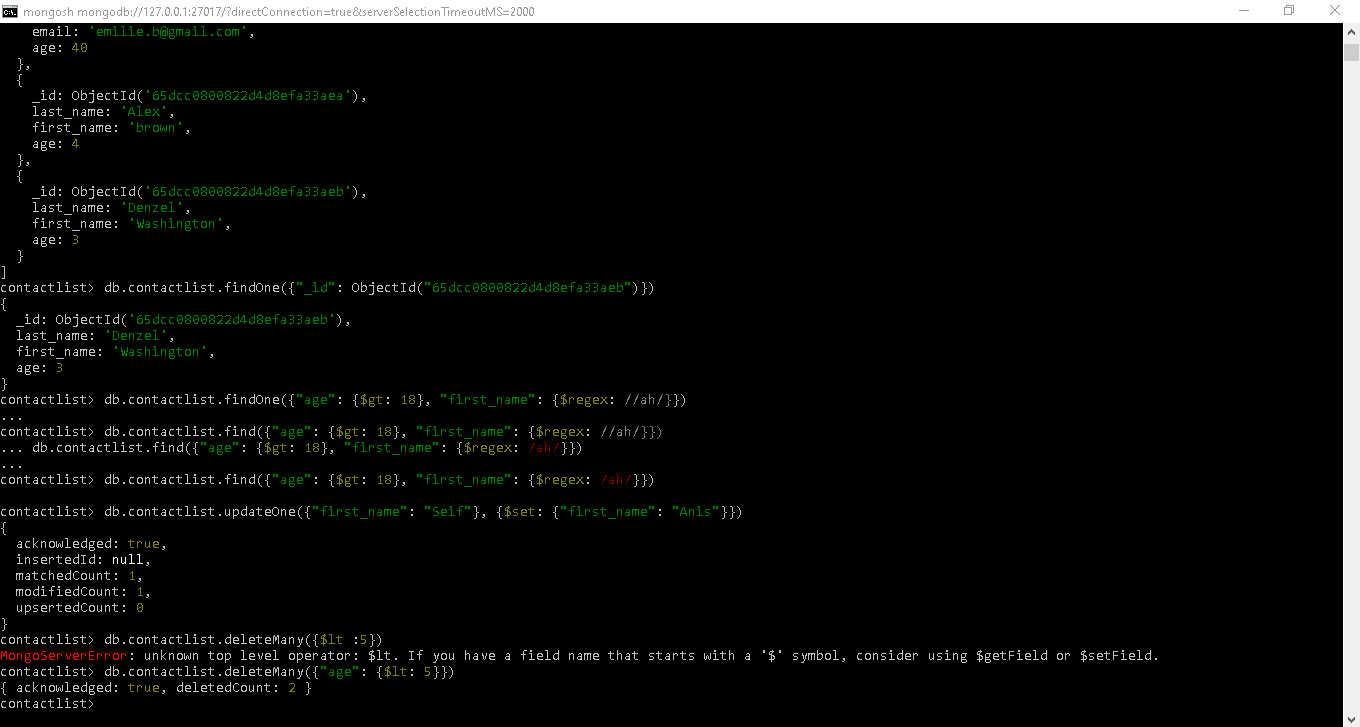 mongosh mongodb://127.0.0.1:27017/?directConnection=true&serverSelectionTimeoutMS=2000
    email: 'emilie.b@gmail.com',
    age: 40
  },
  {
    _id: ObjectId('65dcc0800822d4d8efa33aea'),
    last_name: 'Alex',
    first_name: 'brown',
    age: 4
  },
  {
    _id: ObjectId('65dcc0800822d4d8efa33aeb'),
    last_name: 'Denzel',
    first_name: 'Washington',
    age: 3
  }
]
contactlist> db.contactlist.findOne({"_id": ObjectId("65dcc0800822d4d8efa33aeb")})
{
  _id: ObjectId('65dcc0800822d4d8efa33aeb'),
  last_name: 'Denzel',
  first_name: 'Washington',
  age: 3
}
contactlist> db.contactlist.findOne({"age": {$gt: 18}, "first_name": {$regex: //ah/}})
...
contactlist> db.contactlist.find({"age": {$gt: 18}, "first_name": {$regex: //ah/}})
... db.contactlist.find({"age": {$gt: 18}, "first_name": {$regex: /ah/}})
...
contactlist> db.contactlist.find({"age": {$gt: 18}, "first_name": {$regex: /ah/}})
contactlist> db.contactlist.updateOne({"first_name": "Seif"}, {$set: {"first_name": "Anis"}})
{
  acknowledged: true,
  insertedId: null,
  matchedCount: 1,
  modifiedCount: 1,
  upsertedCount: 0
}
contactlist> db.contactlist.deleteMany({$lt :5})
MongoServerError: unknown top level operator: $lt. If you have a field name that starts with a '$' symbol, consider using $getField or $setField.
contactlist> db.contactlist.deleteMany({"age": {$lt: 5}})
{ acknowledged: true, deletedCount: 2 }
contactlist>